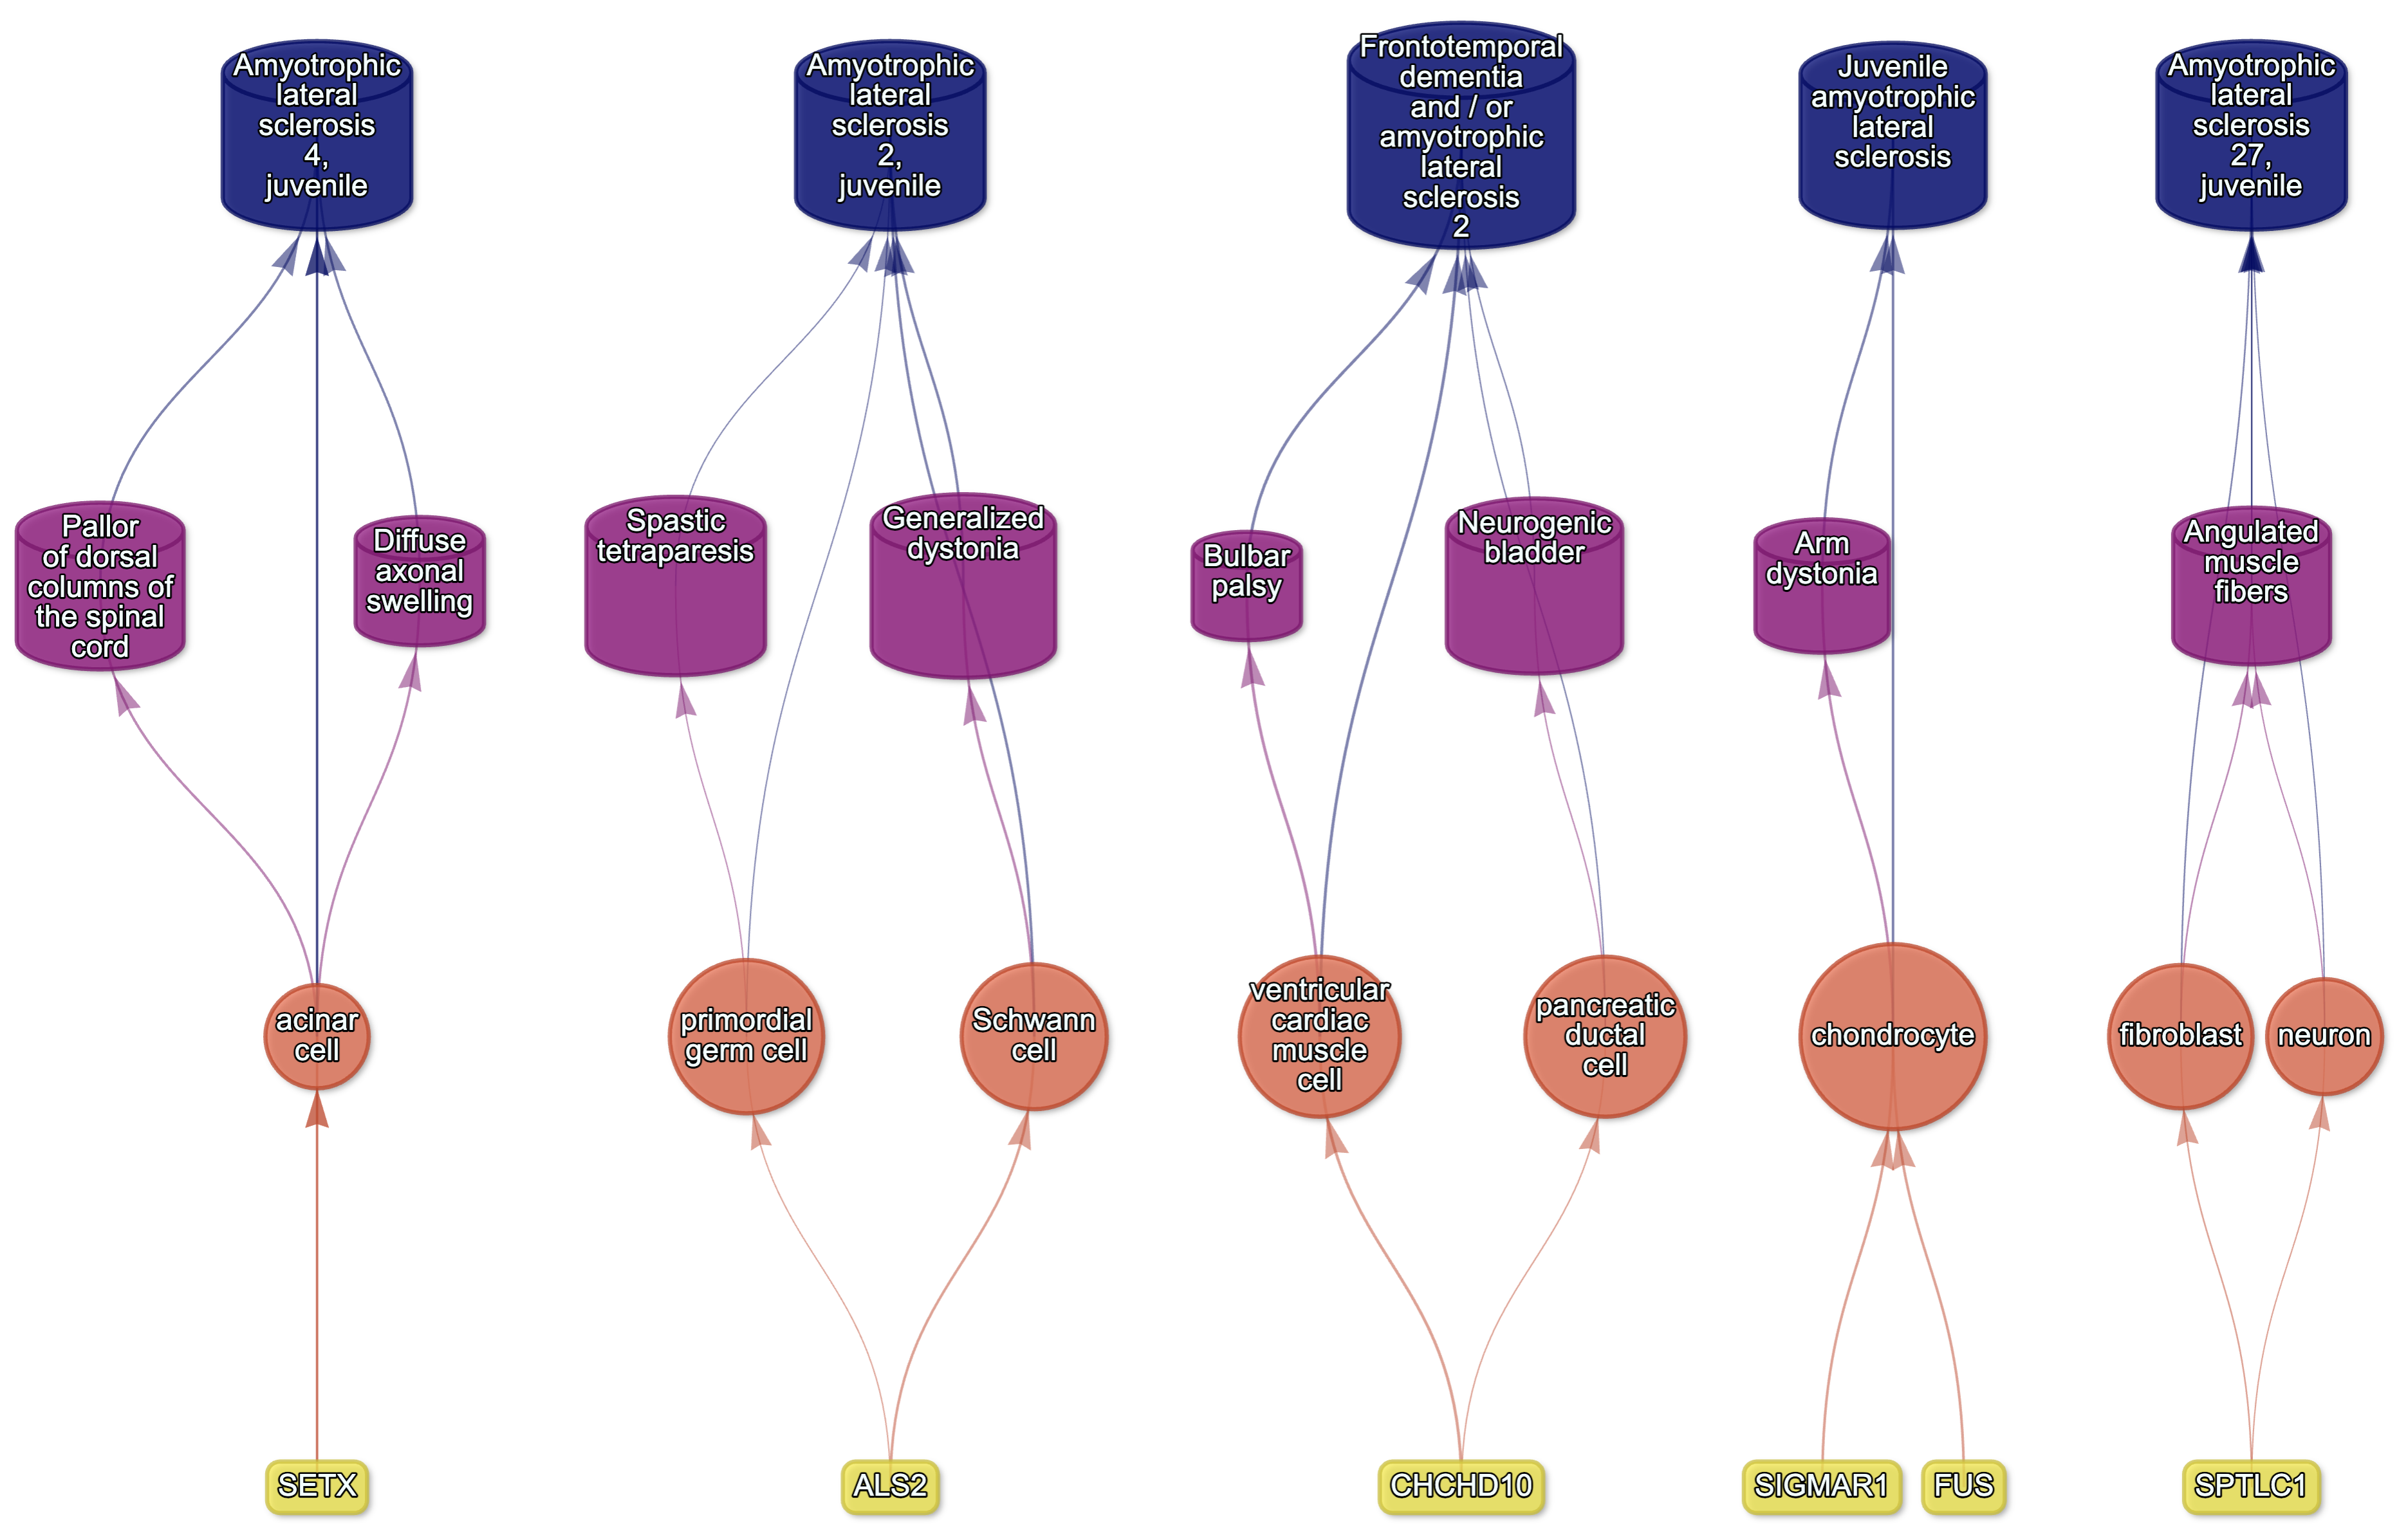 Amyotrophic
lateral
sclerosis
4,
juvenile
Amyotrophic
lateral
sclerosis
2,
juvenile
Frontotemporal
dementia
and / or
amyotrophic
lateral
sclerosis
2
Juvenile
amyotrophic
lateral
sclerosis
Amyotrophic
lateral
sclerosis
27,
juvenile
Pallor
of dorsal
columns of
the spinal
cord
Diffuse
axonal
swelling
Spastic
tetraparesis
Generalized
dystonia
Bulbar
palsy
Neurogenic
bladder
Arm
dystonia
Angulated
muscle
fibers
acinar
cell
primordial
germ cell
Schwann
cell
ventricular
cardiac
muscle
cell
pancreatic
ductal
cell
chondrocyte
fibroblast
neuron
SETX
ALS2
CHCHD10
SIGMAR1
FUS
SPTLC1